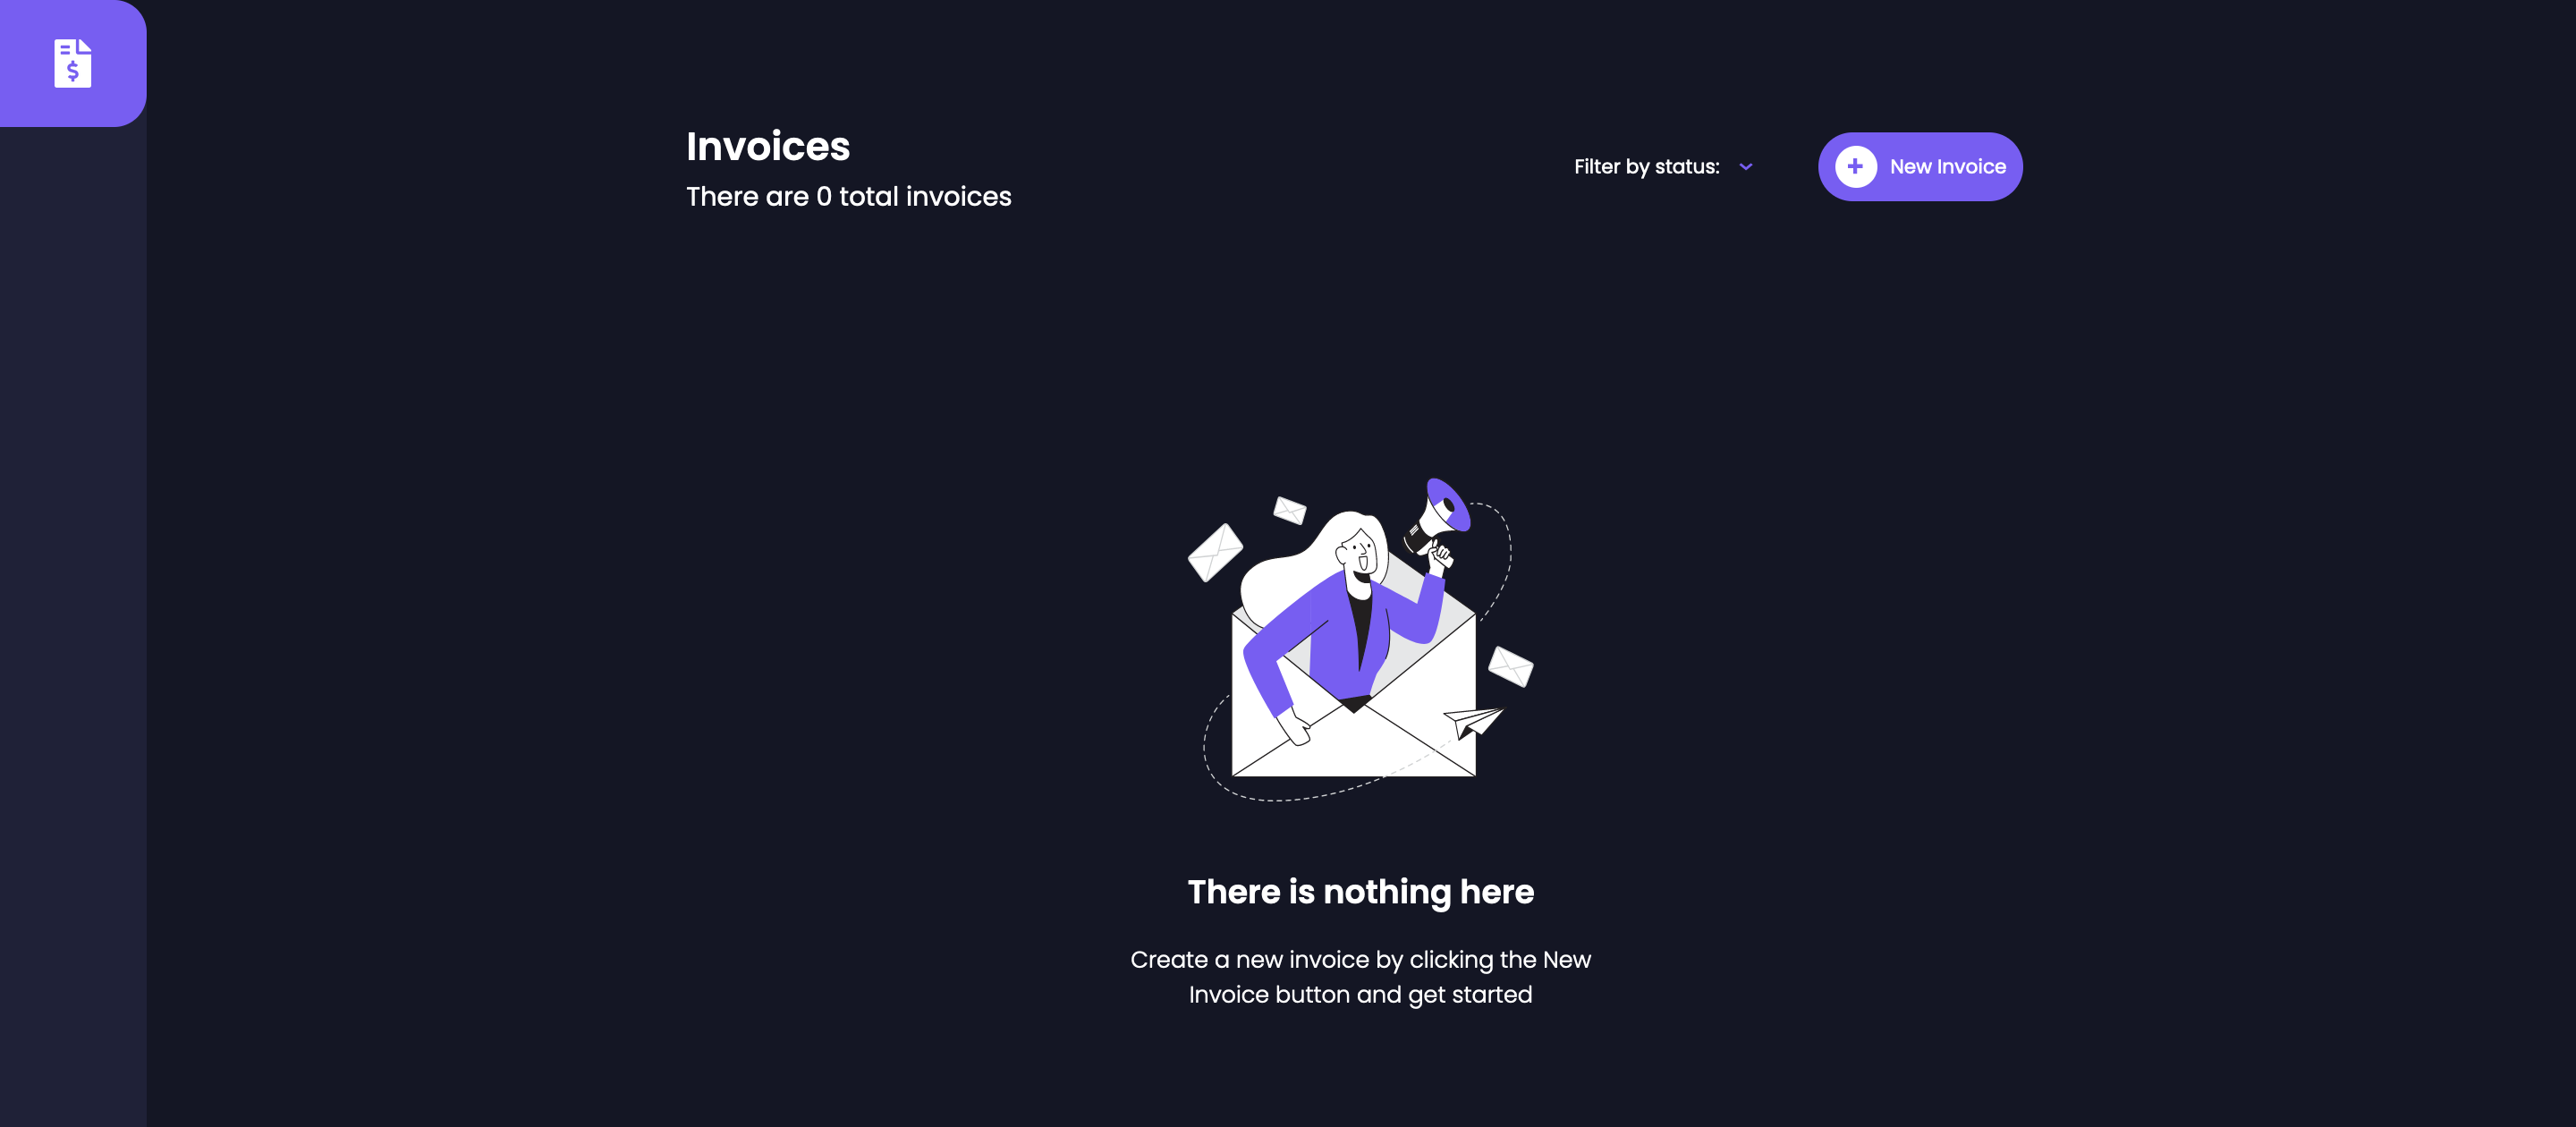 $
Invoices
There are 0 total invoices
Filter by status:
New Invoice
There is nothing here
Create a new invoice by clicking the New
Invoice button and get started